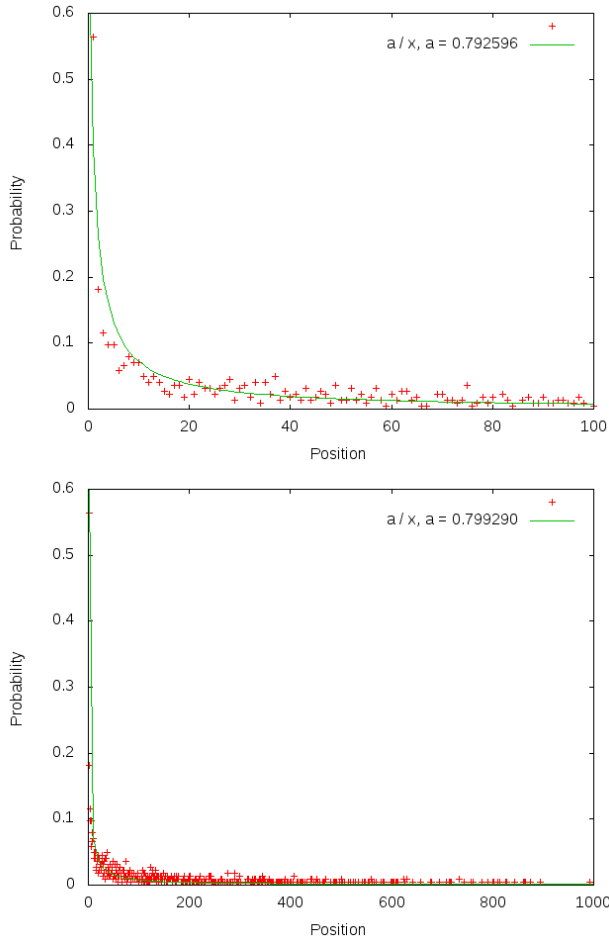 0.6
a / x, a = 0.792596
0.5
0.4
Probability
0.3
0.2
0.1
0
0 20 40 60 80 100
Position
0.6
a / x, a = 0.799290
0.5
0.4
Probability
0.3
0.2
0.1
0
0 200 400 600 800 1000
Position